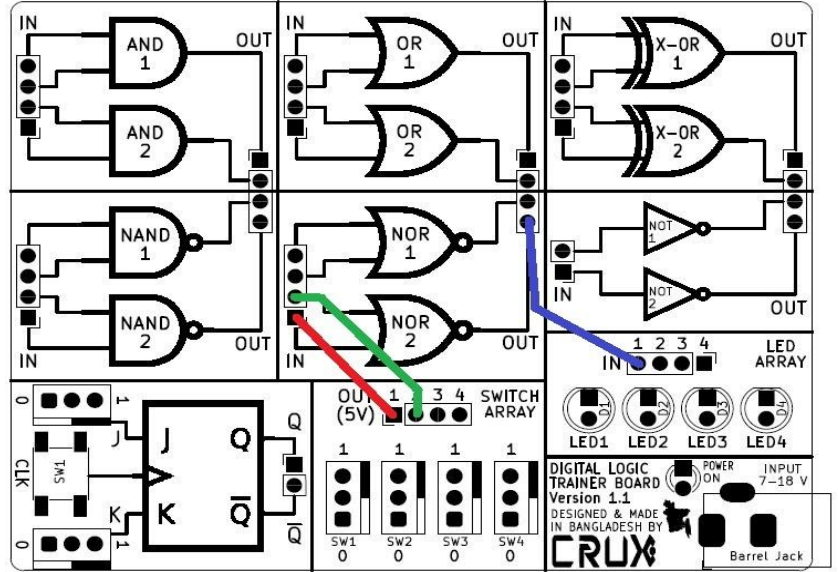 IN
AND
1
OUT
AND
2
IN
OR
1
OUT
OR
2
IN
X-OR
1
OUT
X-OR
2
NAND
1
NAND
2
IN
OUT
NOR
1
NOR
2
IN
OUT
NOT
1
NOT
2
IN
OUT
1 2 3 4
IN
LED
ARRAY
D1
D2
D3
D4
LED1 LED2 LED3 LED4
0
1
J
CLK
SW1
K
0
1
J
K
Q
Q
Q
Q
OUT
(5V)
1 3 4
SWITCH
ARRAY
1 1 1 1
SW1 SW2 SW3 SW4
0 0 0 0
DIGITAL LOGIC
TRAINER BOARD
Version 1.1
DESIGNED & MADE
IN BANGLADESH BY
CRUX
POWER
ON
INPUT
7-18 V
Barrel Jack